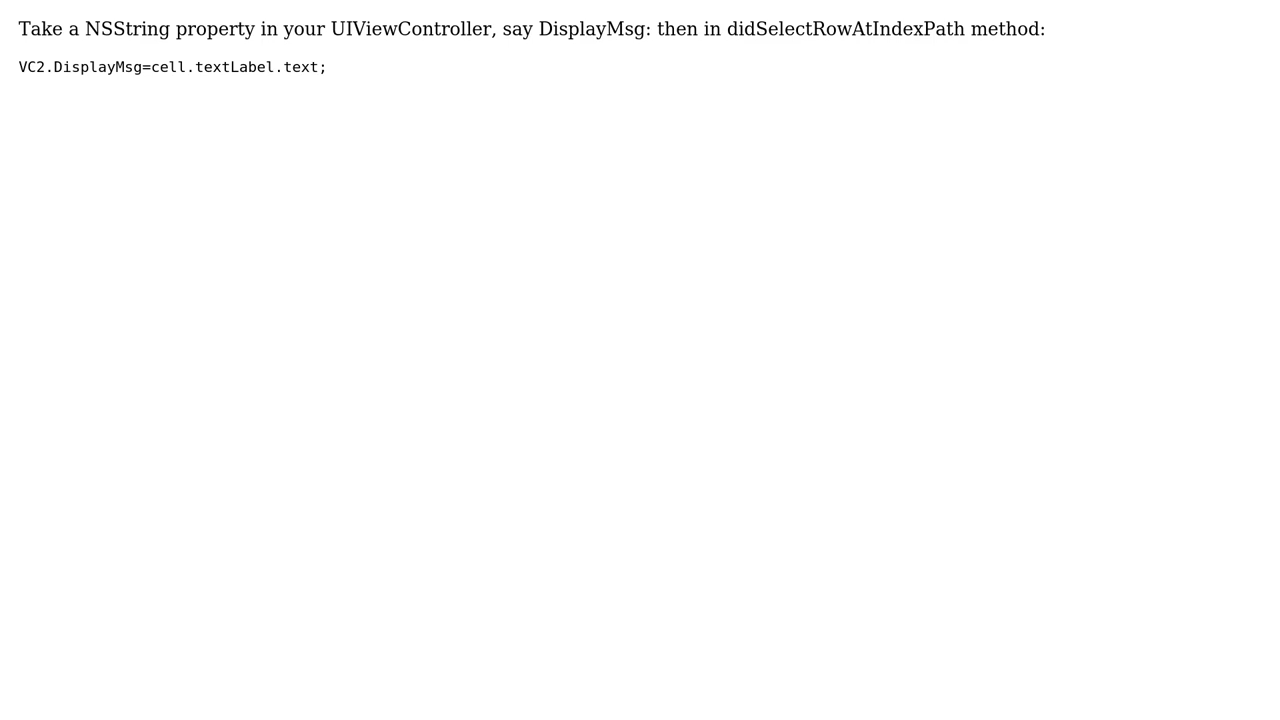 Take a NSString property in your UIViewController, say DisplayMsg: then in didSelectRowAtIndexPath method:
VC2.DisplayMsg=cell.textLabel.text;